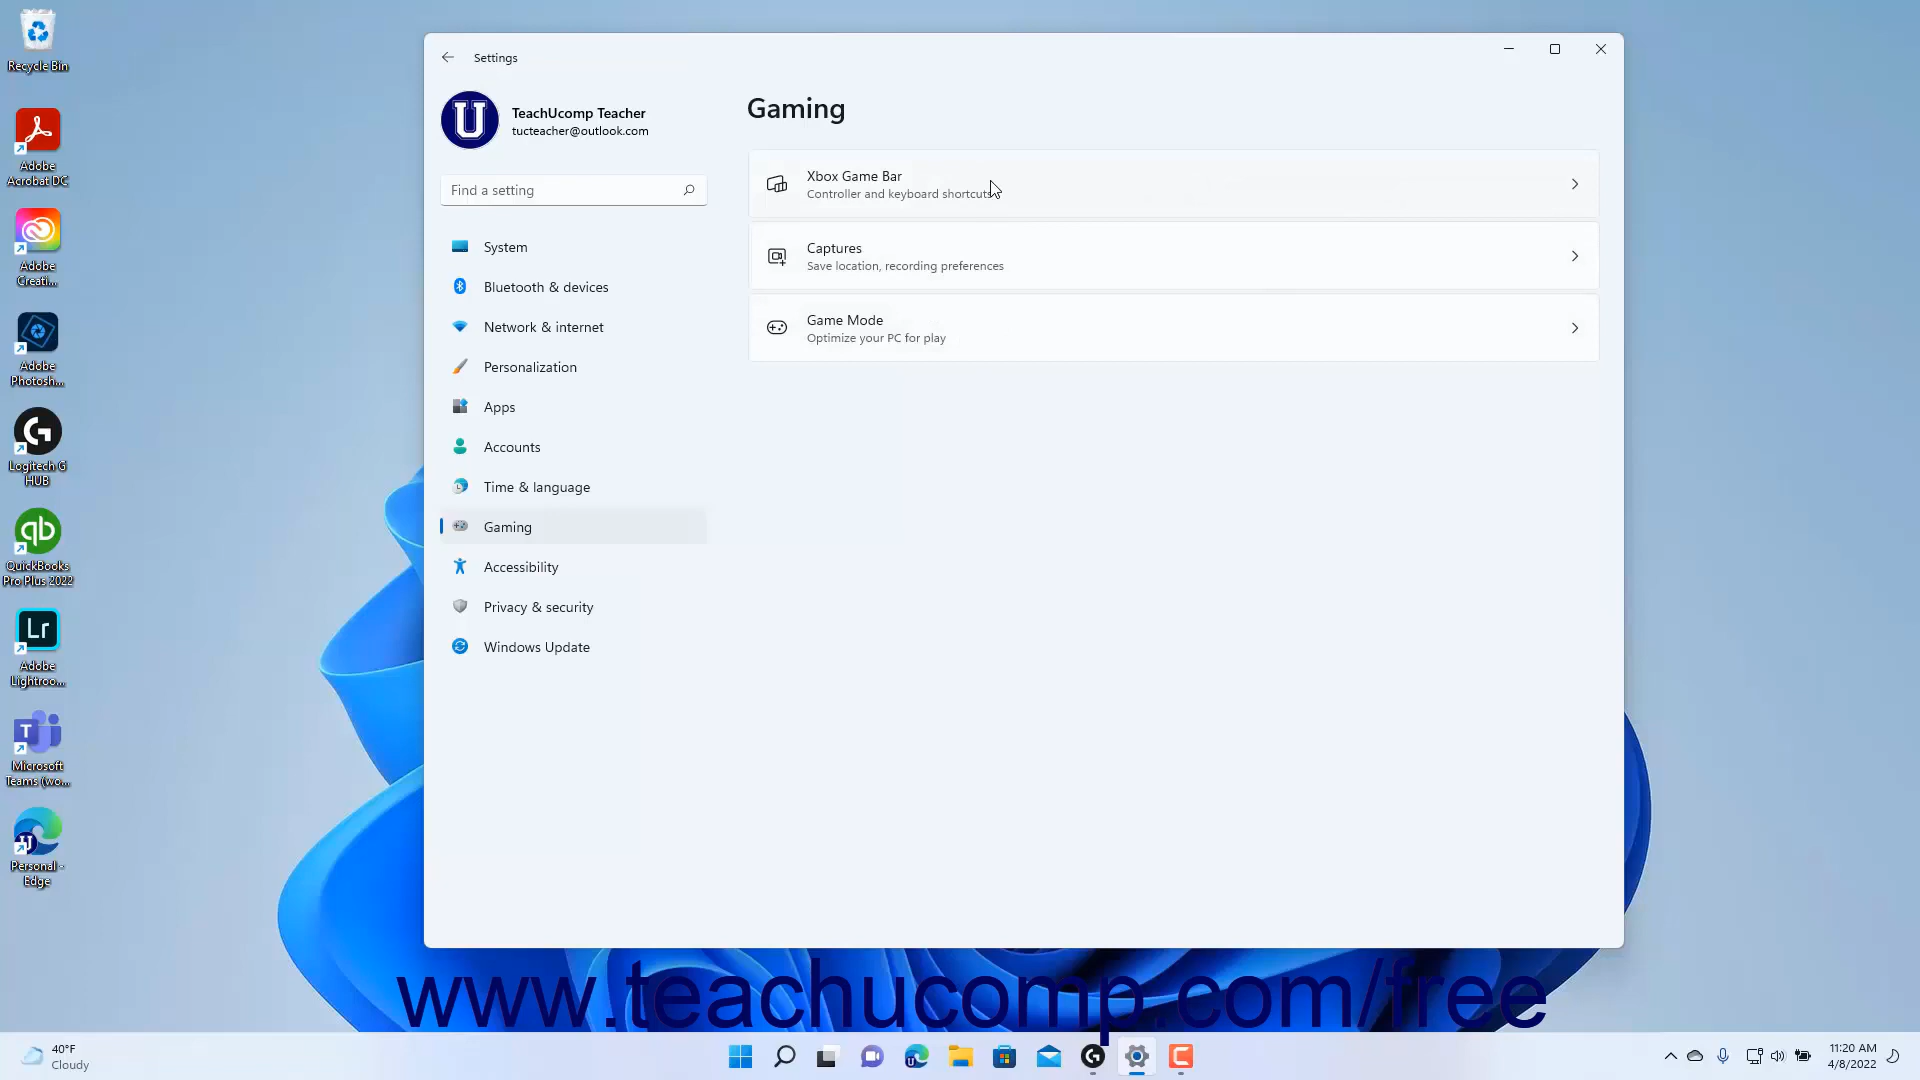 Recycle Bin
Adobe
Acrobat DC
Adobe
Creati...
Adobe
Photosh...
Logitech G
HUB
QuickBooks
Pro Plus 2022
Lr
Adobe
Lightroo...
Microsoft
Teams (wo...
Personal -
Edge
Settings
U
TeachUcomp Teacher
tucteacher@outlook.com
Find a setting
System
Bluetooth & devices
Network & internet
Personalization
Apps
Accounts
Time & language
Gaming
Accessibility
Privacy & security
Windows Update
Gaming
Xbox Game Bar
Controller and keyboard shortcuts
Captures
Save location, recording preferences
Game Mode
Optimize your PC for play
www.teachucomp.com/free
40°F
Cloudy
11:20 AM
4/8/2022